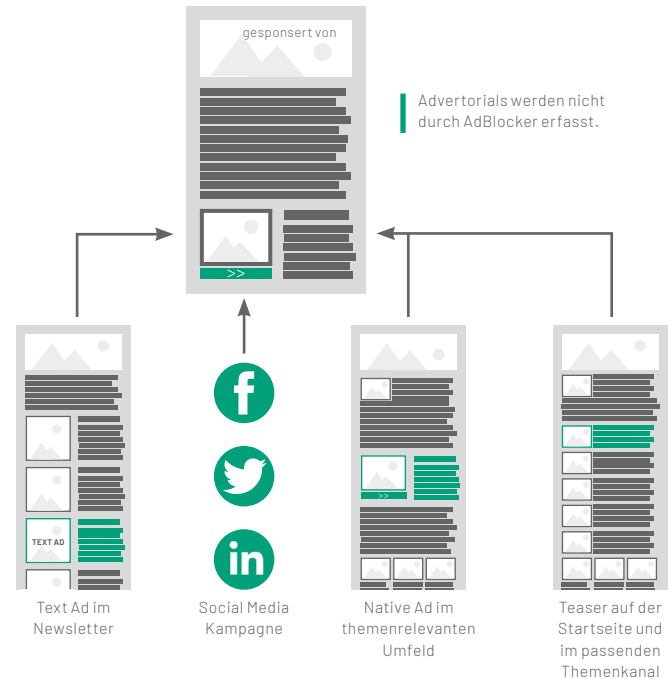 gesponsert von
Advertorials werden nicht
durch AdBlocker erfasst.
>>
>>
TEXT AD
f
in
Text Ad im
Newsletter
Social Media
Kampagne
Native Ad im
themenrelevanten
Umfeld
Teaser auf der
Startseite und
im passenden
Themenkanal